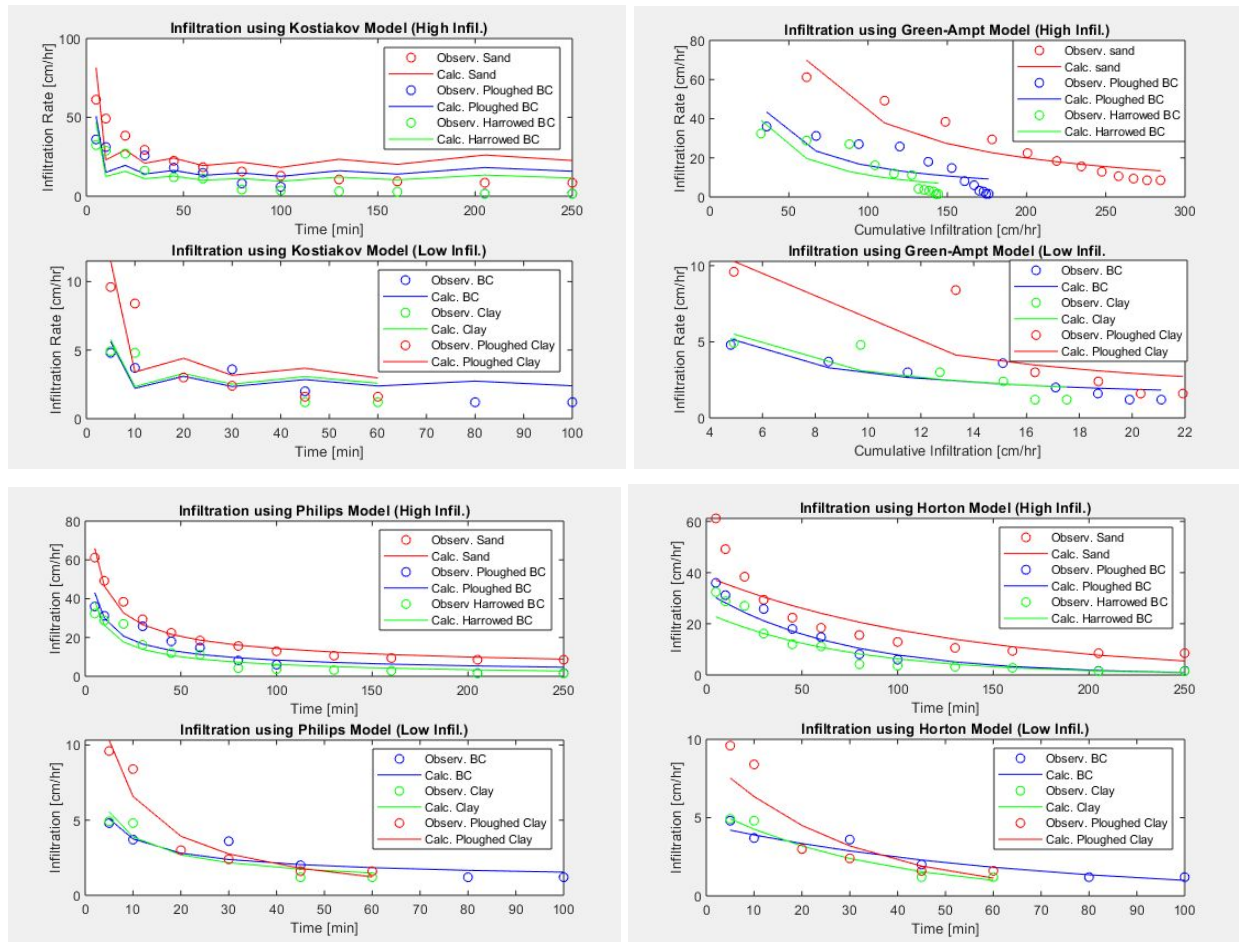 Infiltration using Kostiakov Model (High Infil.)
Infiltration Rate [cm/hr]
100
50
0
Observ. Sand
Calc. Sand
Observ. Ploughed BC
Calc. Ploughed BC
Observ. Harrowed BC
Calc. Harrowed BC
0 50 100 150 200 250
Time [min]
Infiltration using Kostiakov Model (Low Infil.)
Infiltration Rate [cm/hr]
10
5
0
Observ. BC
Calc. BC
Observ. Clay
Calc. Clay
Observ. Ploughed Clay
Calc. Ploughed Clay
0 10 20 30 40 50 60 70 80 90 100
Time [min]
Infiltration using Green-Ampt Model (High Infil.)
Infiltration Rate [cm/hr]
80
60
40
20
0
Observ. sand
Calc. sand
Observ. Ploughed BC
Calc. Ploughed BC
Observ. Harrowed BC
Calc. Harrowed BC
0 50 100 150 200 250 300
Cumulative Infiltration [cm/hr]
Infiltration using Green-Ampt Model (Low Infil.
Infiltration Rate [cm/hr]
10
5
0
Observ. BC
Calc. BC
Observ. Clay
Calc. Clay
Observ. Ploughed Clay
Calc. Ploughed Clay
4 6 8 10 12 14 16 18 20 22
Cumulative Infiltration [cm/hr]
Infiltration using Philips Model (High Infil.)
Infiltration [cm/hr]
80
60
40
20
0
Observ. Sand
Calc. Sand
Observ. Ploughed BC
Calc. Ploughed BC
Observ Harrowed BC
Calc. Harrowed BC
0 50 100 150 200 250
Time [min]
Infiltration using Philips Model (Low Infil.)
Infiltration [cm/hr]
10
5
0
Observ. BC
Calc. BC
Observ. Clay
Calc. Clay
Observ. Ploughed Clay
Calc. Ploughed Clay
0 10 20 30 40 50 60 70 80 90 100
Time [min]
Infiltration using Horton Model (High Infil.)
Infiltration [cm/hr]
60
40
20
0
Observ. Sand
Calc. Sand
Observ. Ploughed BC
Calc. Ploughed BC
Observ. Harrowed BC
Calc. Harrowed BC
0 50 100 150 200 250
Time [min]
Infiltration using Horton Model (Low Infil.)
Infiltration [cm/hr]
10
5
0
Observ. BC
Calc. BC
Observ. Clay
Calc. Clay
Observ. Ploughed Clay
Calc. Ploughed Clay
0 10 20 30 40 50 60 70 80 90 100
Time [min]